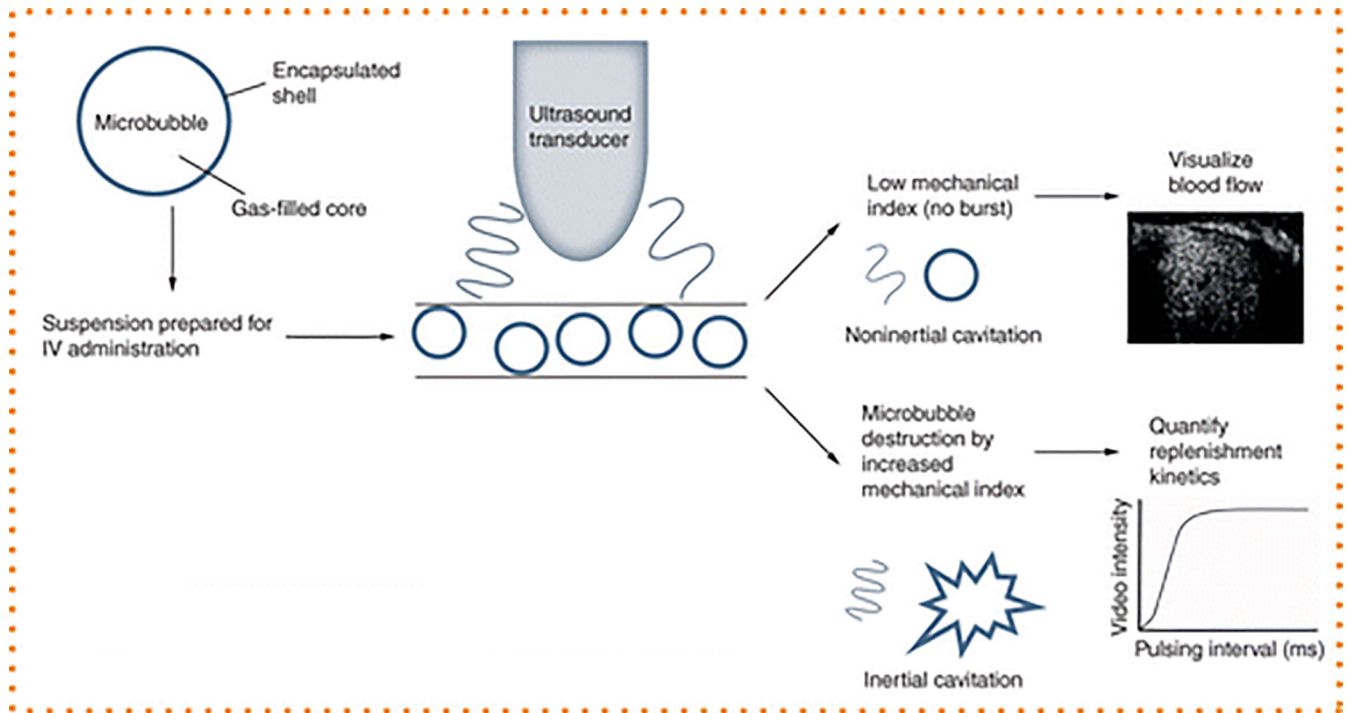 Encapsulated
shell
Microbubble
Gas-filled core
Suspension prepared for
IV administration
Ultrasound
transducer
Low mechanical
index (no burst)
Noninertial cavitation
Visualize
blood flow
Microbubble
destruction by
increased
mechanical index
Inertial cavitation
Quantify
replenishment
kinetics
Video intensity
Pulsing interval (ms)